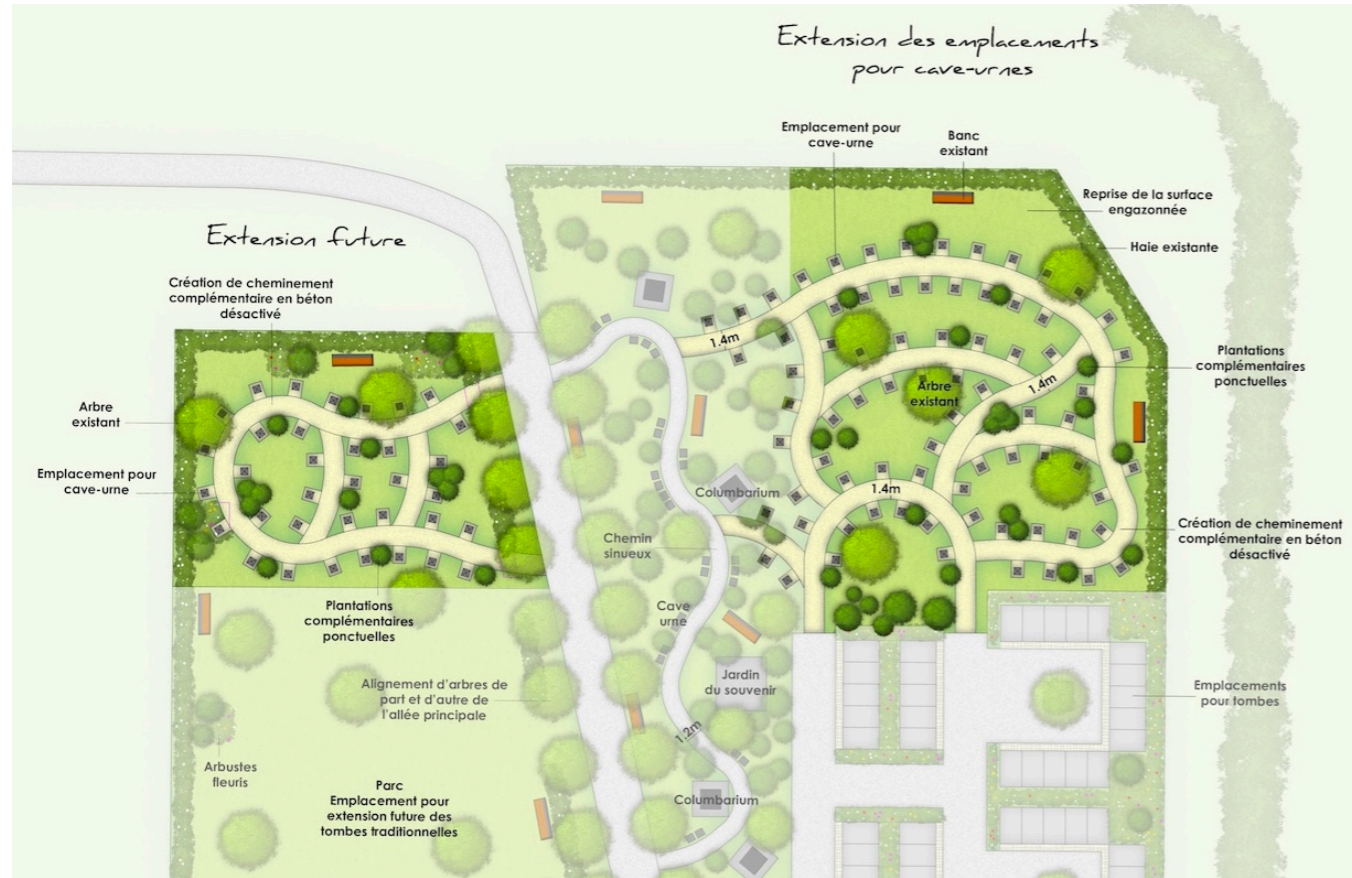 Extension des emplacements
pour cave-urnes
Emplacement pour
cave-urne
Banc
existant
Reprise de la surface
engazonnée
Haie existante
Extension future
Création de cheminement
complémentaire en béton
désactivé
1.4m
1.4m
Plantations
complémentaires
ponctuelles
Arbre
existant
Arbre
existant
Emplacement pour
cave-urne
Columbarium
1.4m
Chemin
sinueux
Création de cheminement
complémentaire en béton
désactivé
Plantations
complémentaires
ponctuelles
Cave
urne
Jardin
du souvenir
Alignement d'arbres de
part et d'autre de
l'allée principale
Emplacements
pour tombes
1.2m
Arbustes
fleuris
Parc
Emplacement pour
extension future des
tombes traditionnelles
Columbarium